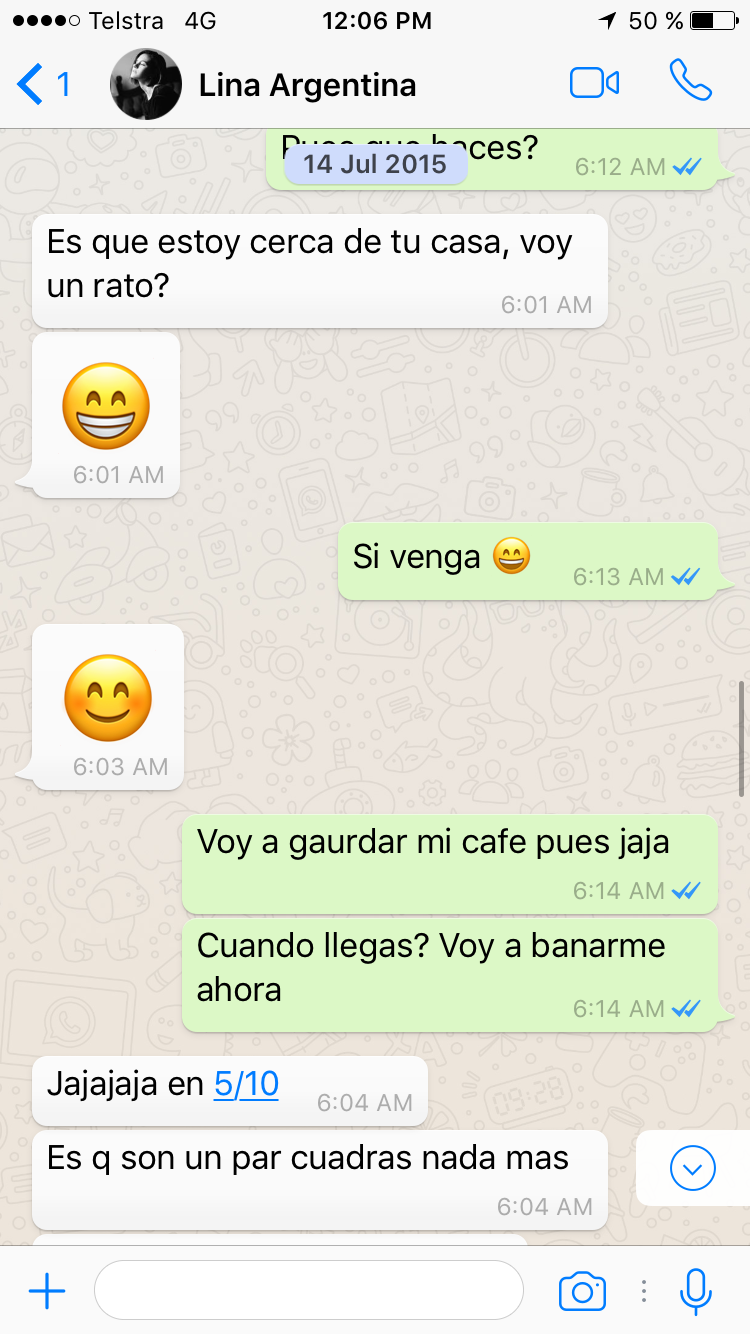 Telstra 4G 12:06 PM 50 %
1 Lina Argentina
haces?
14 Jul 2015
6:12 AM
Es que estoy cerca de tu casa, voy
un rato?
6:01 AM
6:01 AM
Si venga 😄
6:13 AM
6:03 AM
Voy a gaurdar mi cafe pues jaja
6:14 AM
Cuando llegas? Voy a banarme
ahora
6:14 AM
Jajajaja en 5/10
6:04 AM
Es q son un par cuadras nada mas
6:04 AM